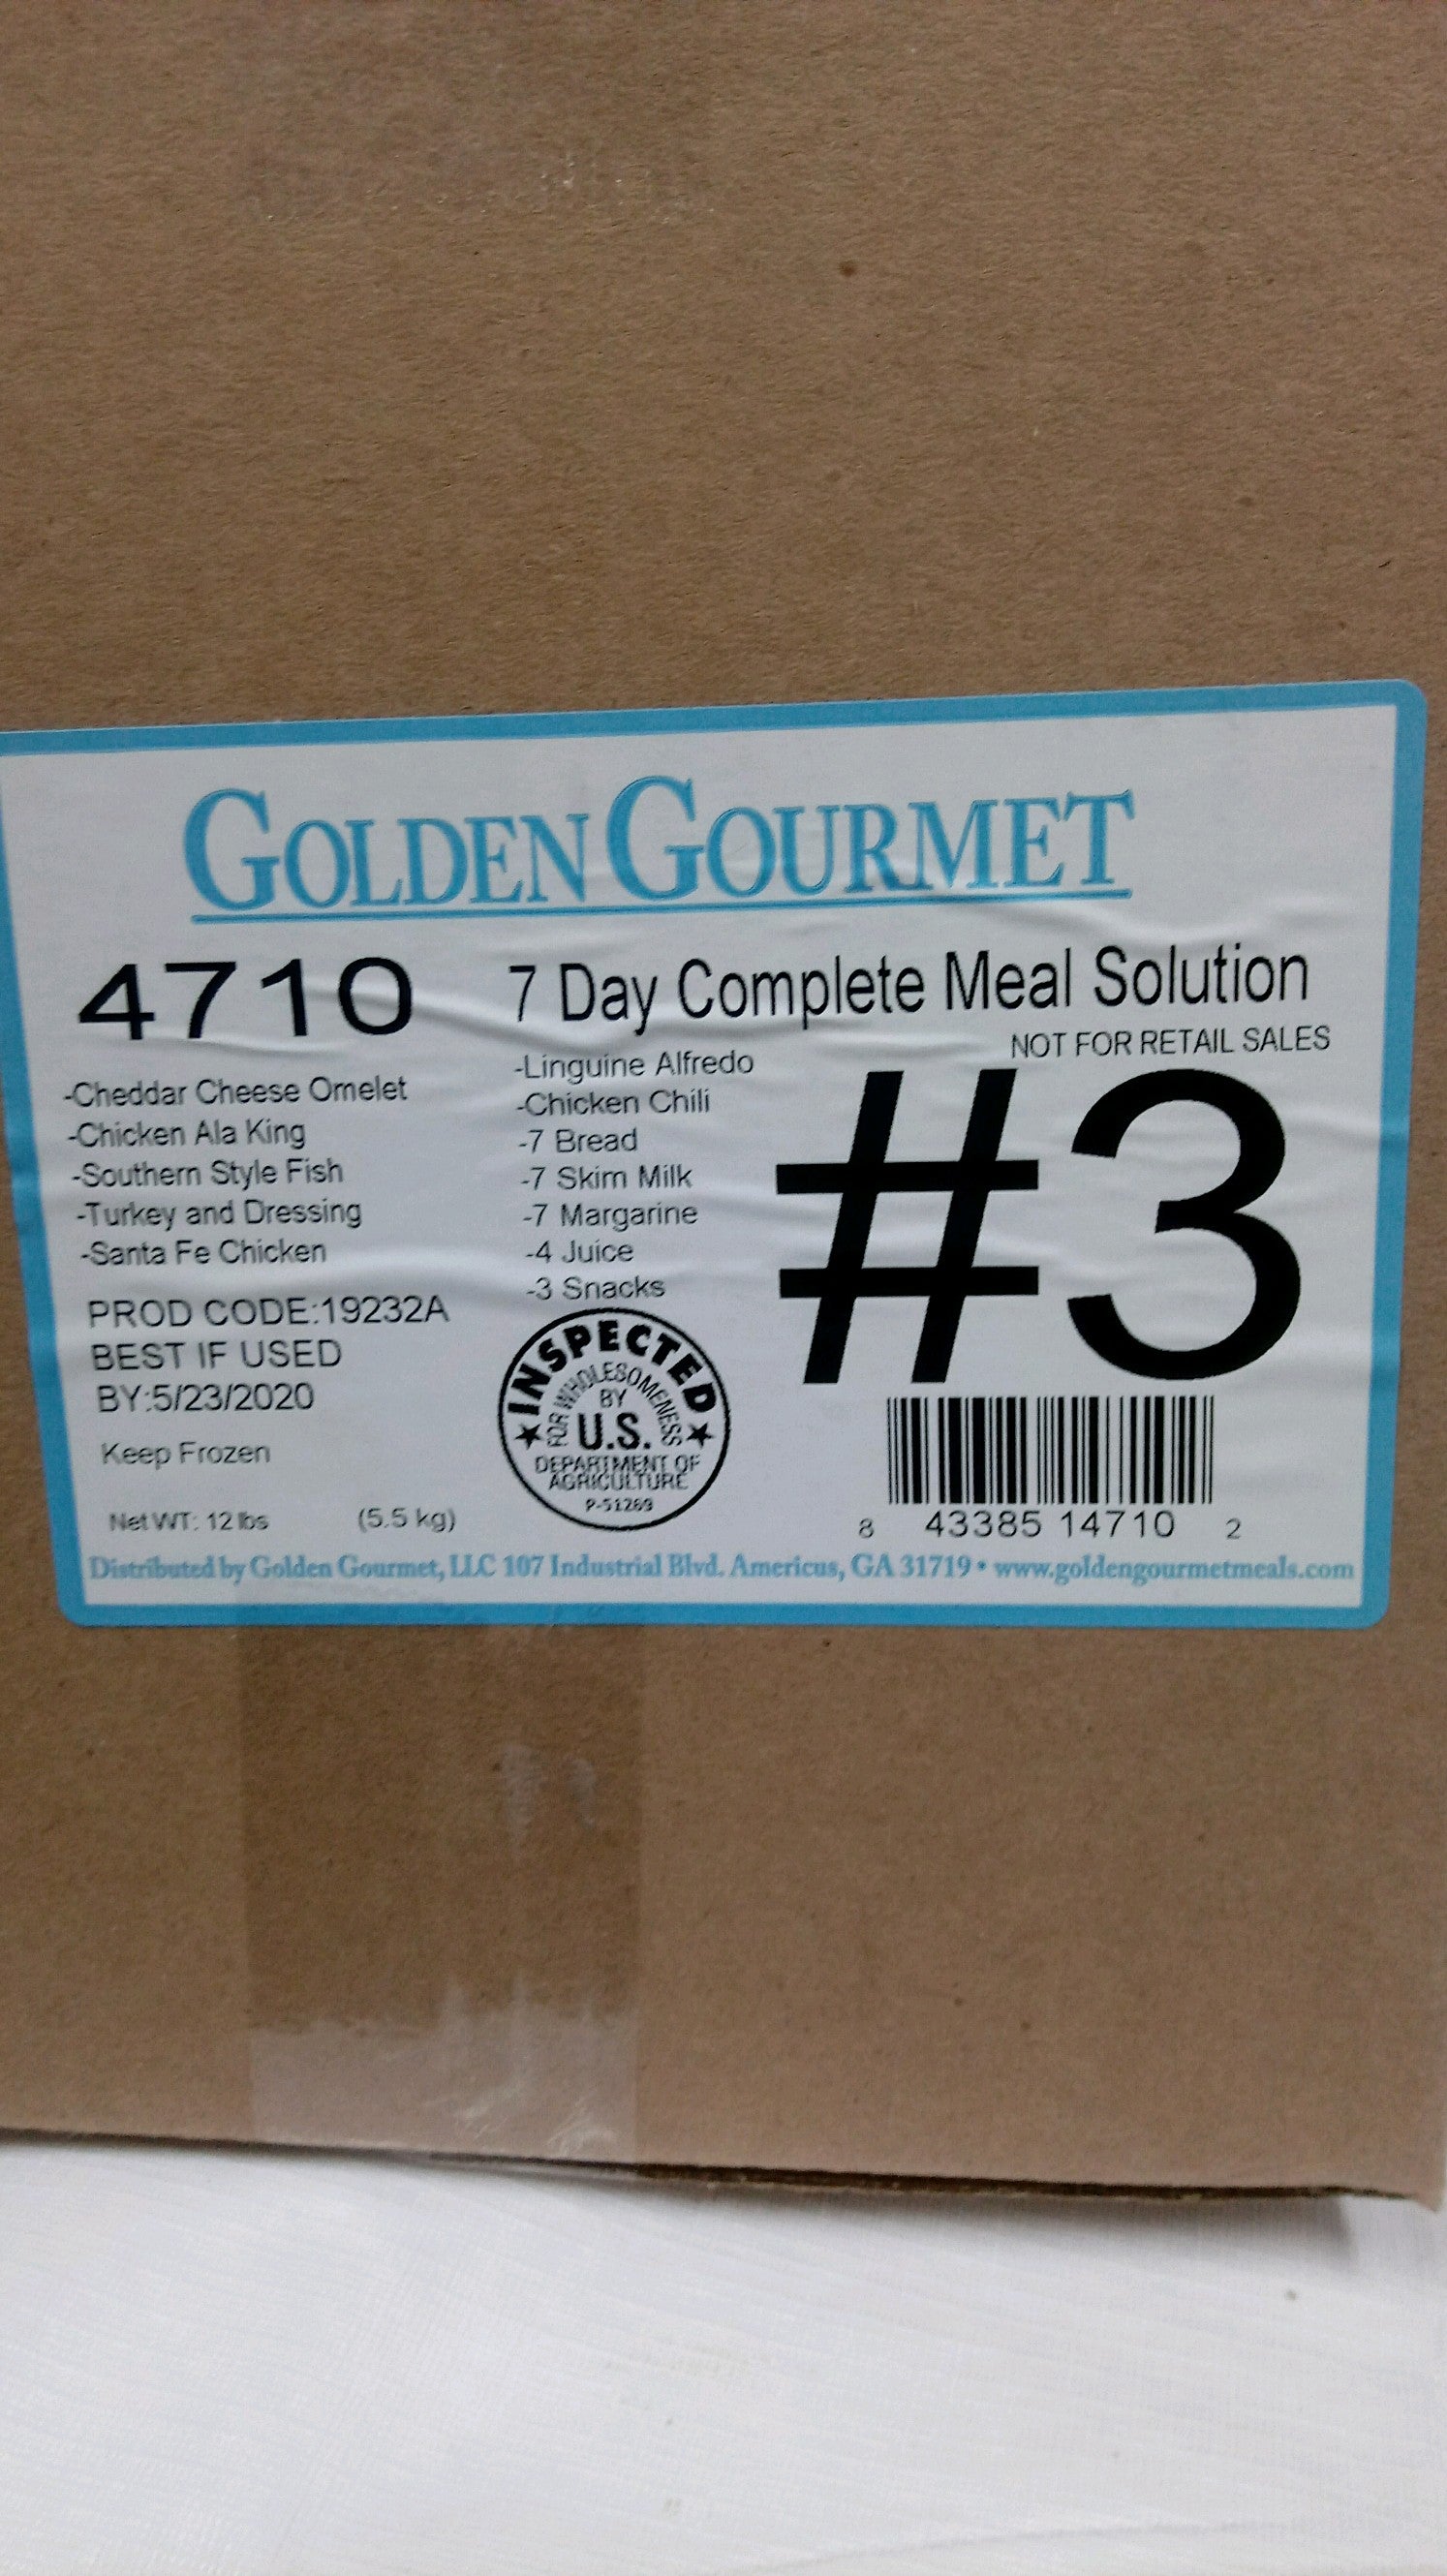 GOLDEN GOURMET
4710 7 Day Complete Meal Solution
NOT FOR RETAIL SALES
-Cheddar Cheese Omelet
-Chicken Ala King
-Southern Style Fish
-Turkey and Dressing
-Santa Fe Chicken
-Linguine Alfredo
-Chicken Chili
-7 Bread
-7 Skim Milk
-7 Margarine
-4 Juice
-3 Snacks
#3
PROD CODE:19232A
BEST IF USED
BY:5/23/2020
Keep Frozen
Net WT: 12 lbs (5.5 kg)
INSPECTED
FOR WHOLESOMENESS
BY
U.S.
DEPARTMENT OF
AGRICULTURE
P-51269
8 43385 14710 2
Distributed by Golden Gourmet, LLC 107 Industrial Blvd. Americus, GA 31719 • www.goldengourmetmeals.com